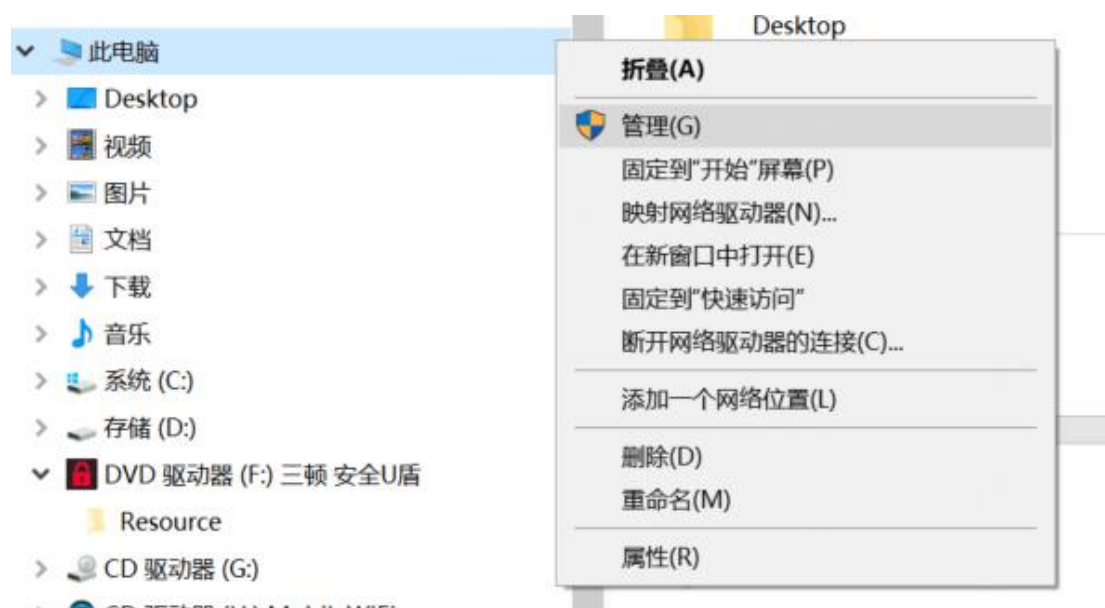 此电脑
Desktop
视频
图片
文档
下载
音乐
系统 (C:)
存储 (D:)
DVD 驱动器 (F:) 三顿 安全U盾
Resource
CD 驱动器 (G:)
Desktop
折叠(A)
管理(G)
固定到"开始"屏幕(P)
映射网络驱动器(N)...
在新窗口中打开(E)
固定到"快速访问"
断开网络驱动器的连接(C)...
添加一个网络位置(L)
删除(D)
重命名(M)
属性(R)